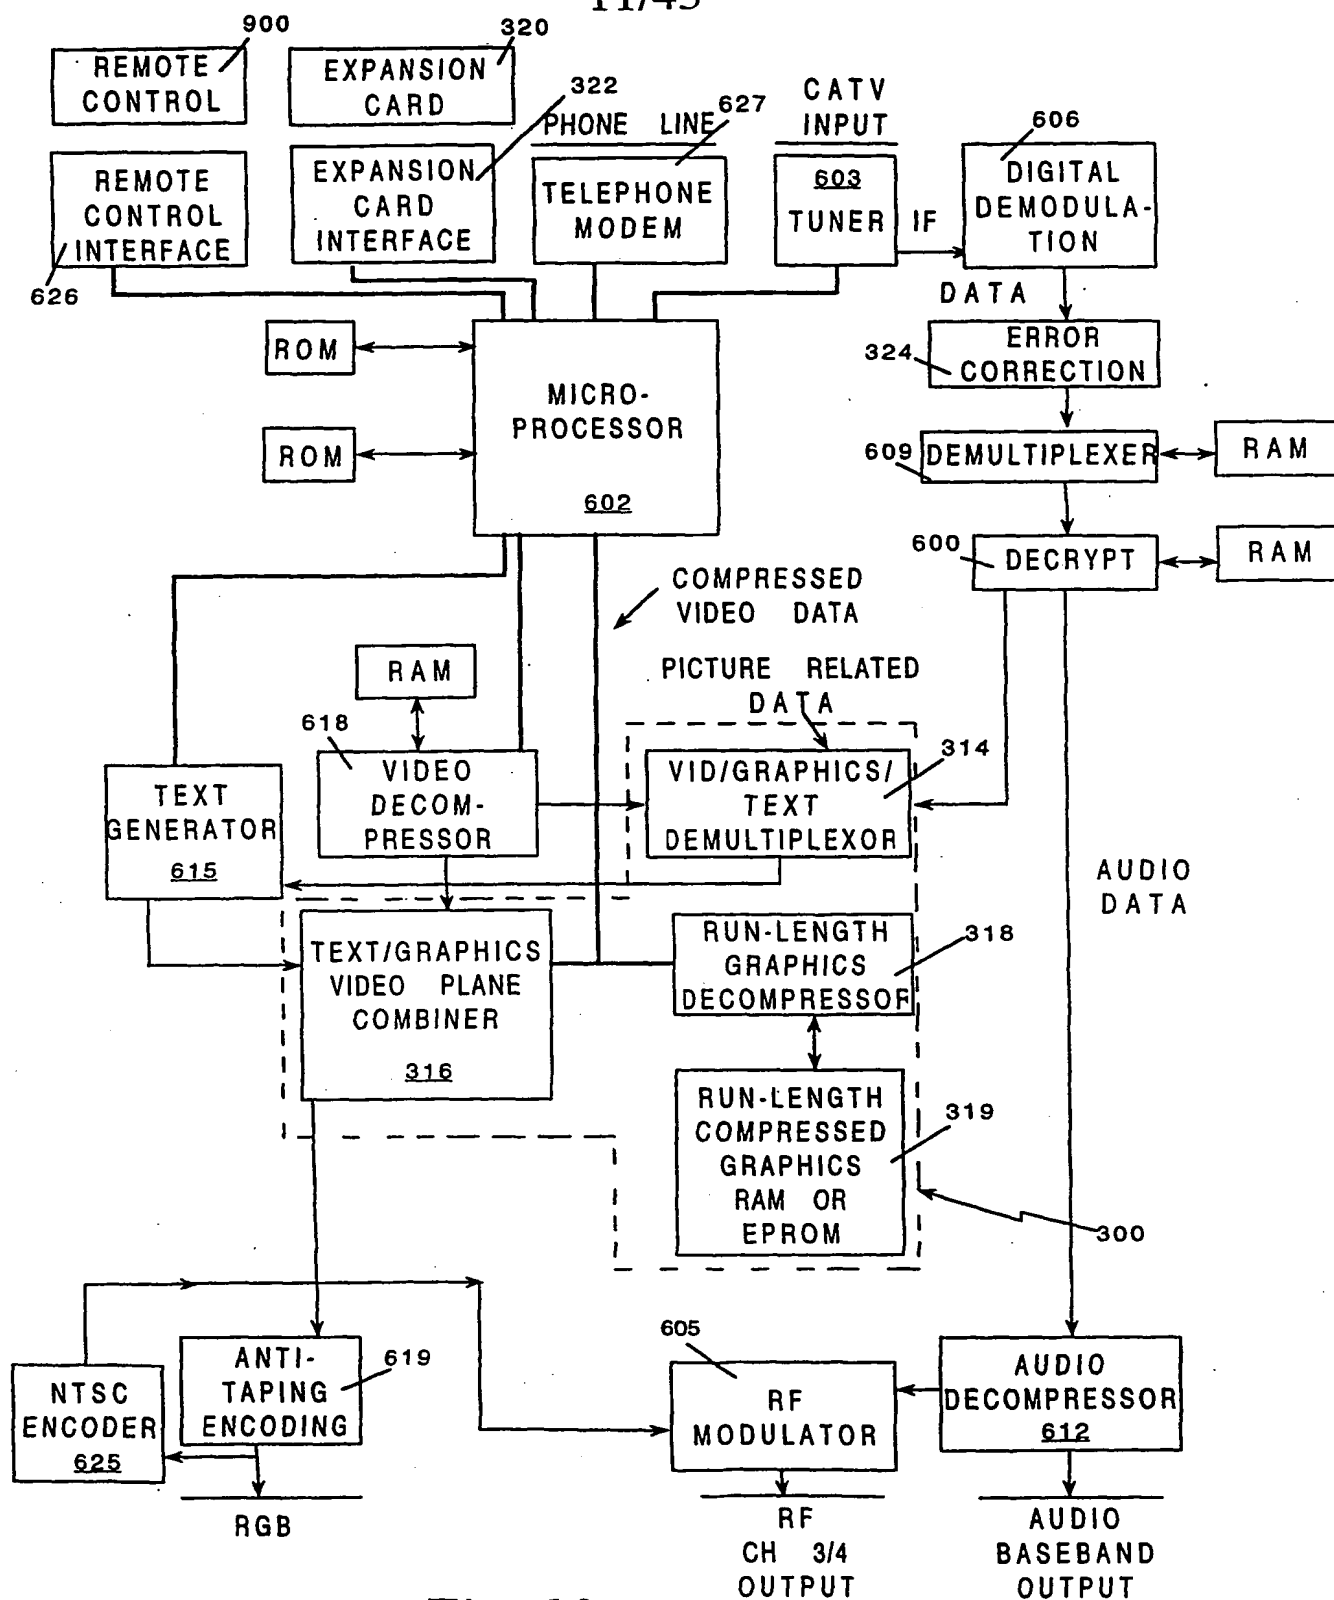 900
REMOTE
CONTROL
320
EXPANSION
CARD
322
PHONE LINE
627
CATV
INPUT
606
REMOTE
CONTROL
INTERFACE
626
EXPANSION
CARD
INTERFACE
TELEPHONE
MODEM
603
TUNER
IF
DIGITAL
DEMODULA-
TION
DATA
ROM
ROM
MICRO-
PROCESSOR
602
324
ERROR
CORRECTION
609
DEMULTIPLEXER
RAM
600
DECRYPT
RAM
COMPRESSED
VIDEO DATA
PICTURE RELATED
DATA
RAM
618
VIDEO
DECOM-
PRESSOR
314
VID/GRAPHICS/
TEXT
DEMULTIPLEXOR
TEXT
GENERATOR
615
AUDIO
DATA
TEXT/GRAPHICS
VIDEO PLANE
COMBINER
316
RUN-LENGTH
GRAPHICS
DECOMPRESSOR
318
RUN-LENGTH
COMPRESSED
GRAPHICS
RAM OR
EPROM
319
300
NTSC
ENCODER
625
ANTI-
TAPING
ENCODING
619
605
RF
MODULATOR
AUDIO
DECOMPRESSOR
612
RGB
RF
CH 3/4
OUTPUT
AUDIO
BASEBAND
OUTPUT